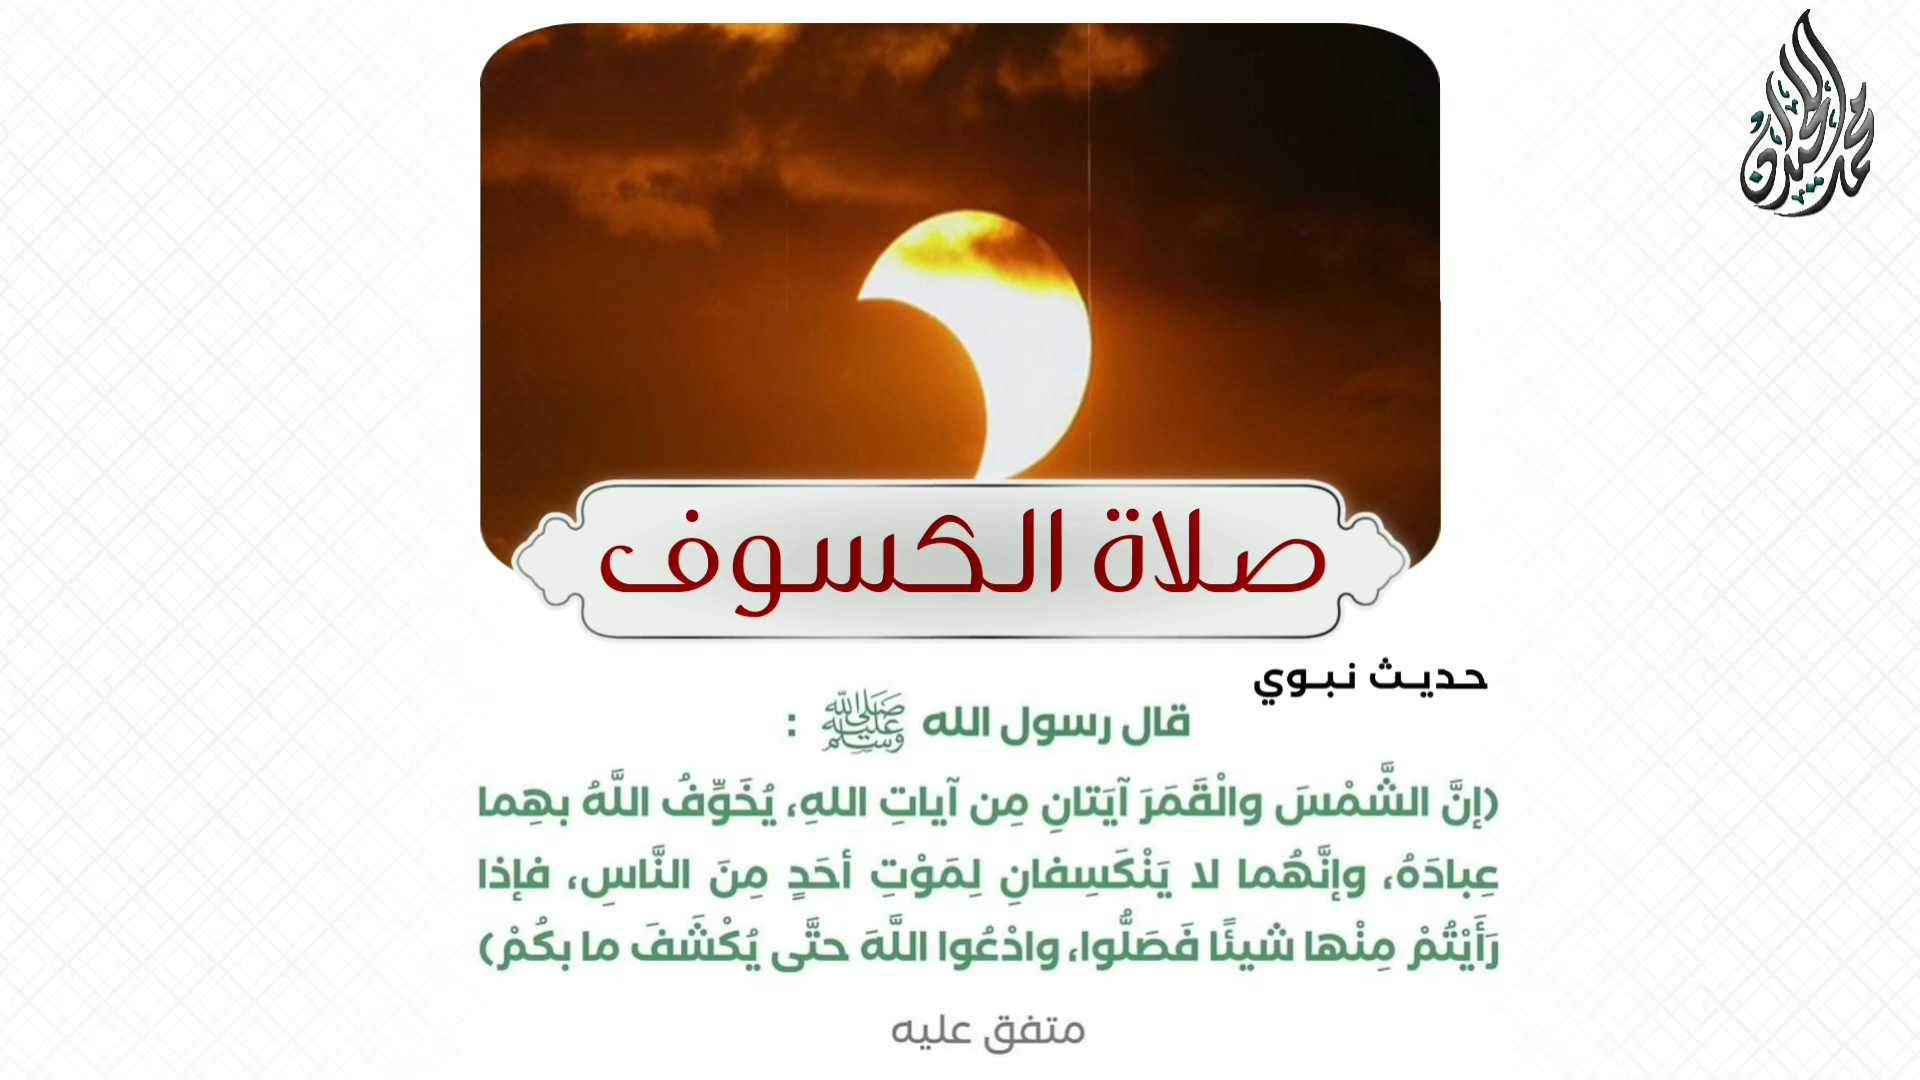 محمد اللحيدان
صلاة الكسوف
حديث نبوي
قال رسول الله ﷺ :
(إنَّ الشَّمْسَ والْقَمَرَ آيَتانِ مِن آياتِ اللهِ، يُخَوِّفُ اللَّهُ بهِما
عِبادَهُ، وإنَّهُما لا يَنْكَسِفانِ لِمَوْتِ أحَدٍ مِنَ النَّاسِ، فإذا
رَأَيْتُمْ مِنْها شيئًا فَصَلُّوا، وادْعُوا اللَّهَ حتَّى يُكْشَفَ ما بكُمْ)
متفق عليه